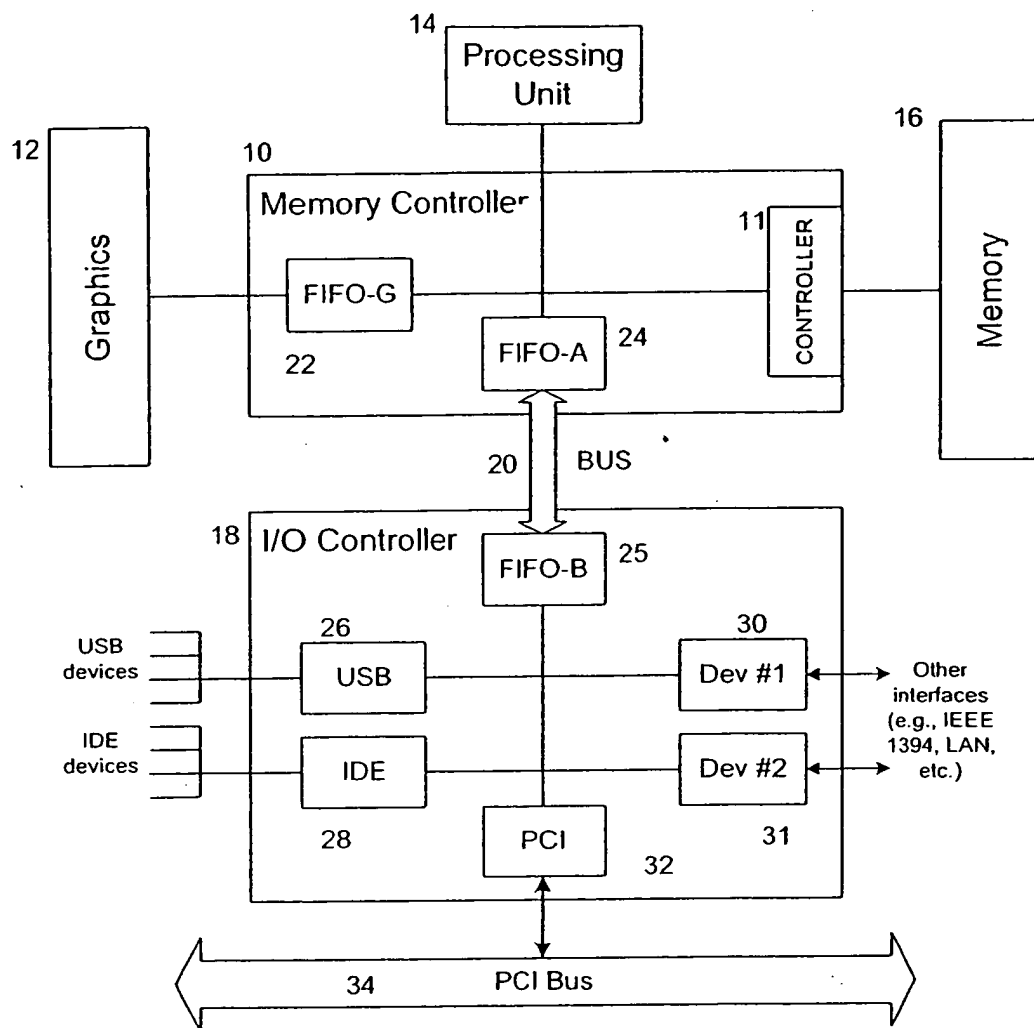 14
Processing
Unit
12
Graphics
10
Memory Controller
11
CONTROLLER
16
Memory
FIFO-G
22
FIFO-A
24
20
BUS
18
I/O Controller
FIFO-B
25
USB
devices
26
USB
30
Dev #1
Other
interfaces
(e.g., IEEE
1394, LAN,
etc.)
IDE
devices
IDE
28
Dev #2
31
PCI
32
34
PCI Bus